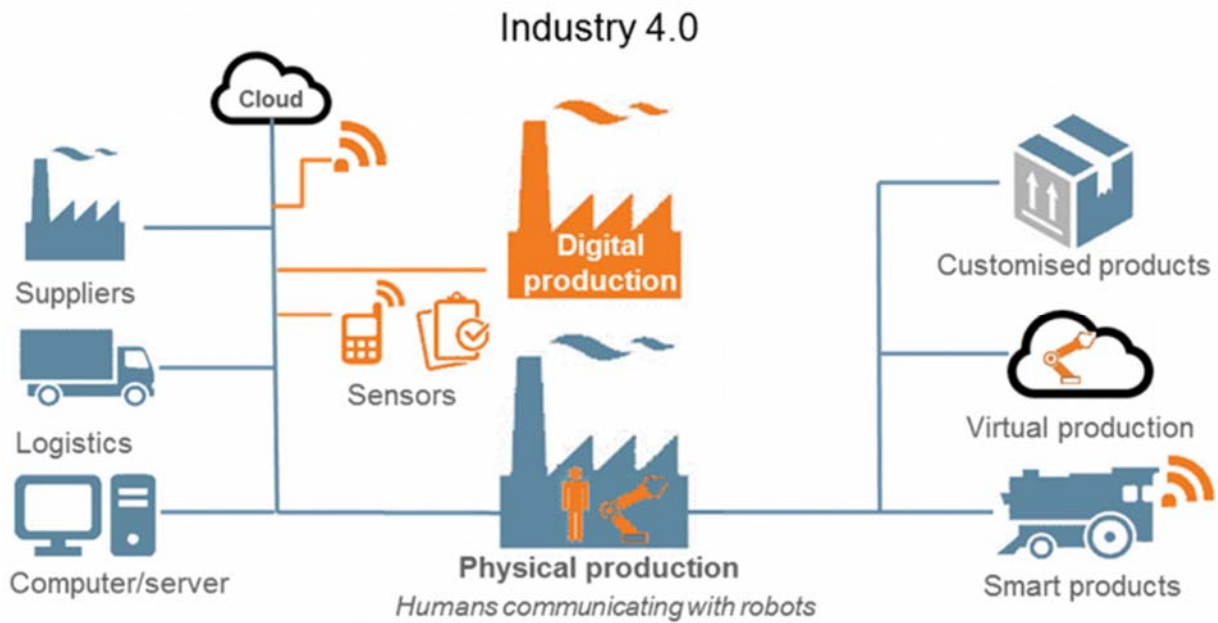 Industry 4.0
Cloud
Suppliers
Logistics
Computer/server
Sensors
Digital
production
Physical production
Humans communicating with robots
Customised products
Virtual production
Smart products